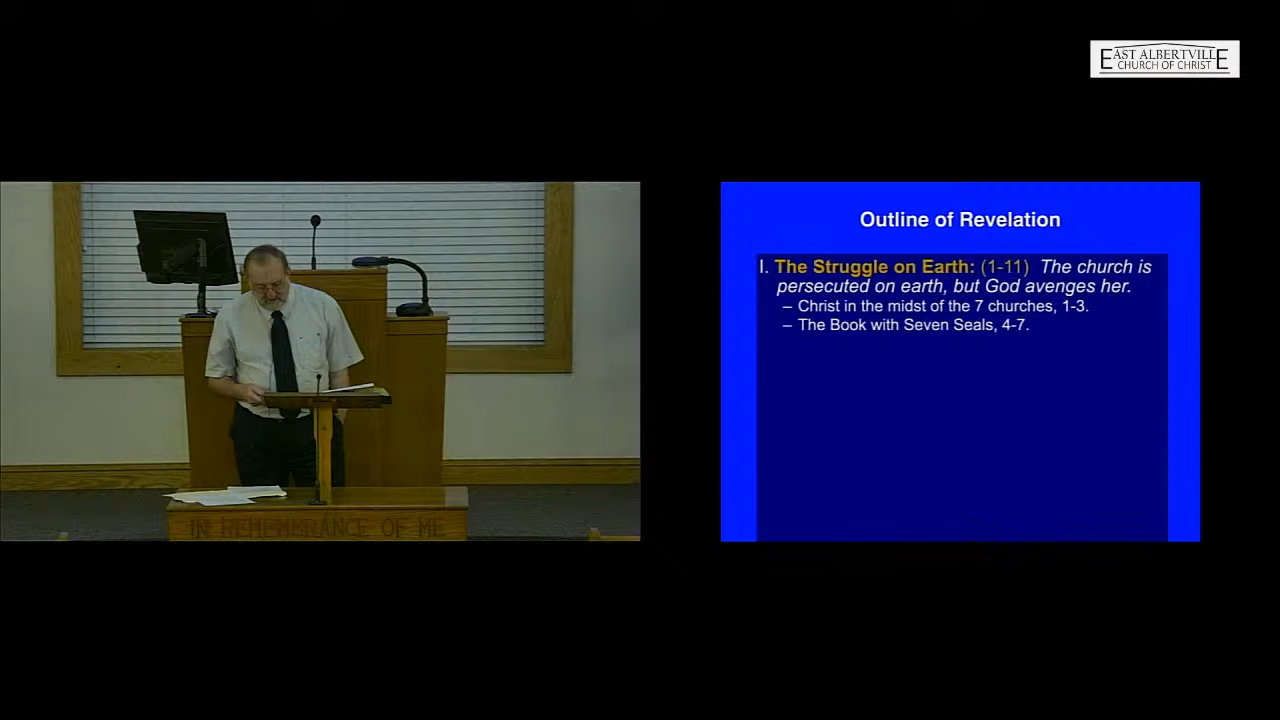 EAST ALBERTVILLE
CHURCH OF CHRIST
Outline of Revelation
I. The Struggle on Earth: (1-11) The church is
persecuted on earth, but God avenges her.
– Christ in the midst of the 7 churches, 1-3.
– The Book with Seven Seals, 4-7.
IN REMEMBRANCE OF ME